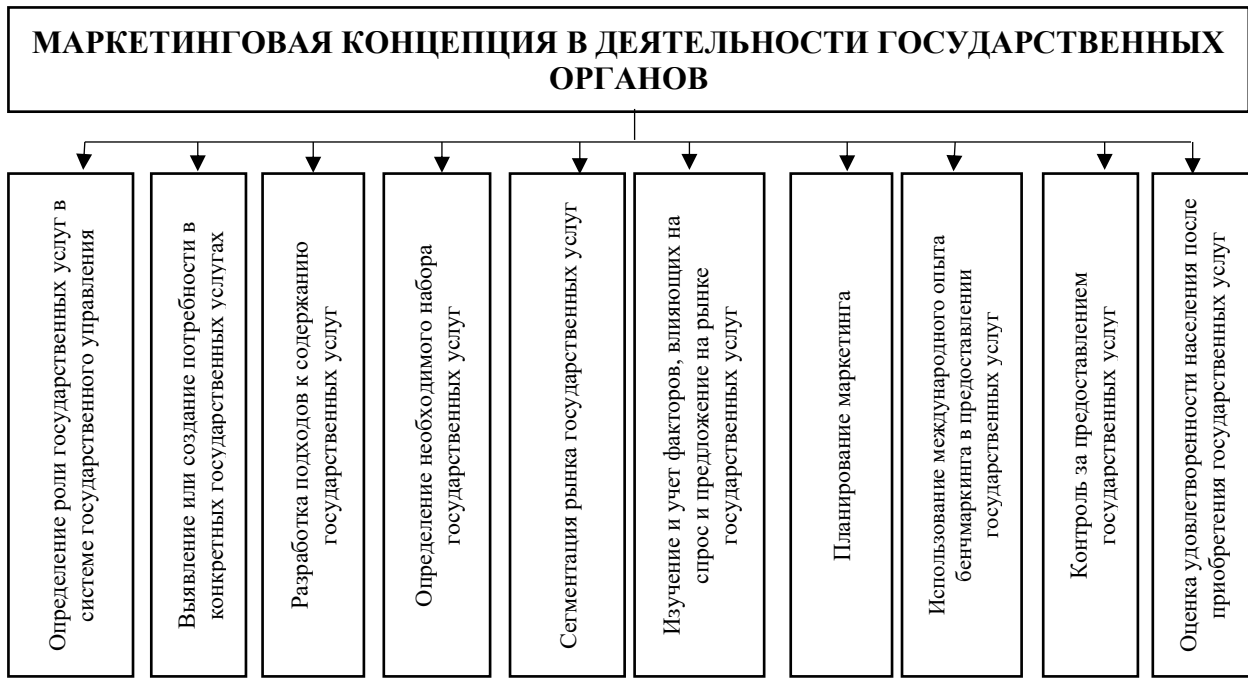 МАРКЕТИНГОВАЯ КОНЦЕПЦИЯ В ДЕЯТЕЛЬНОСТИ ГОСУДАРСТВЕННЫХ
ОРГАНОВ
Определение роли государственных услуг в
системе государственного управления
Выявление или создание потребности в
конкретных государственных услугах
Разработка подходов к содержанию
государственных услуг
Определение необходимого набора
государственных услуг
Сегментация рынка государственных услуг
Изучение и учет факторов, влияющих на
спрос и предложение на рынке
государственных услуг
Планирование маркетинга
Использование международного опыта
бенчмаркинга в предоставлении
государственных услуг
Контроль за предоставлением
государственных услуг
Оценка удовлетворенности населения после
приобретения государственных услуг